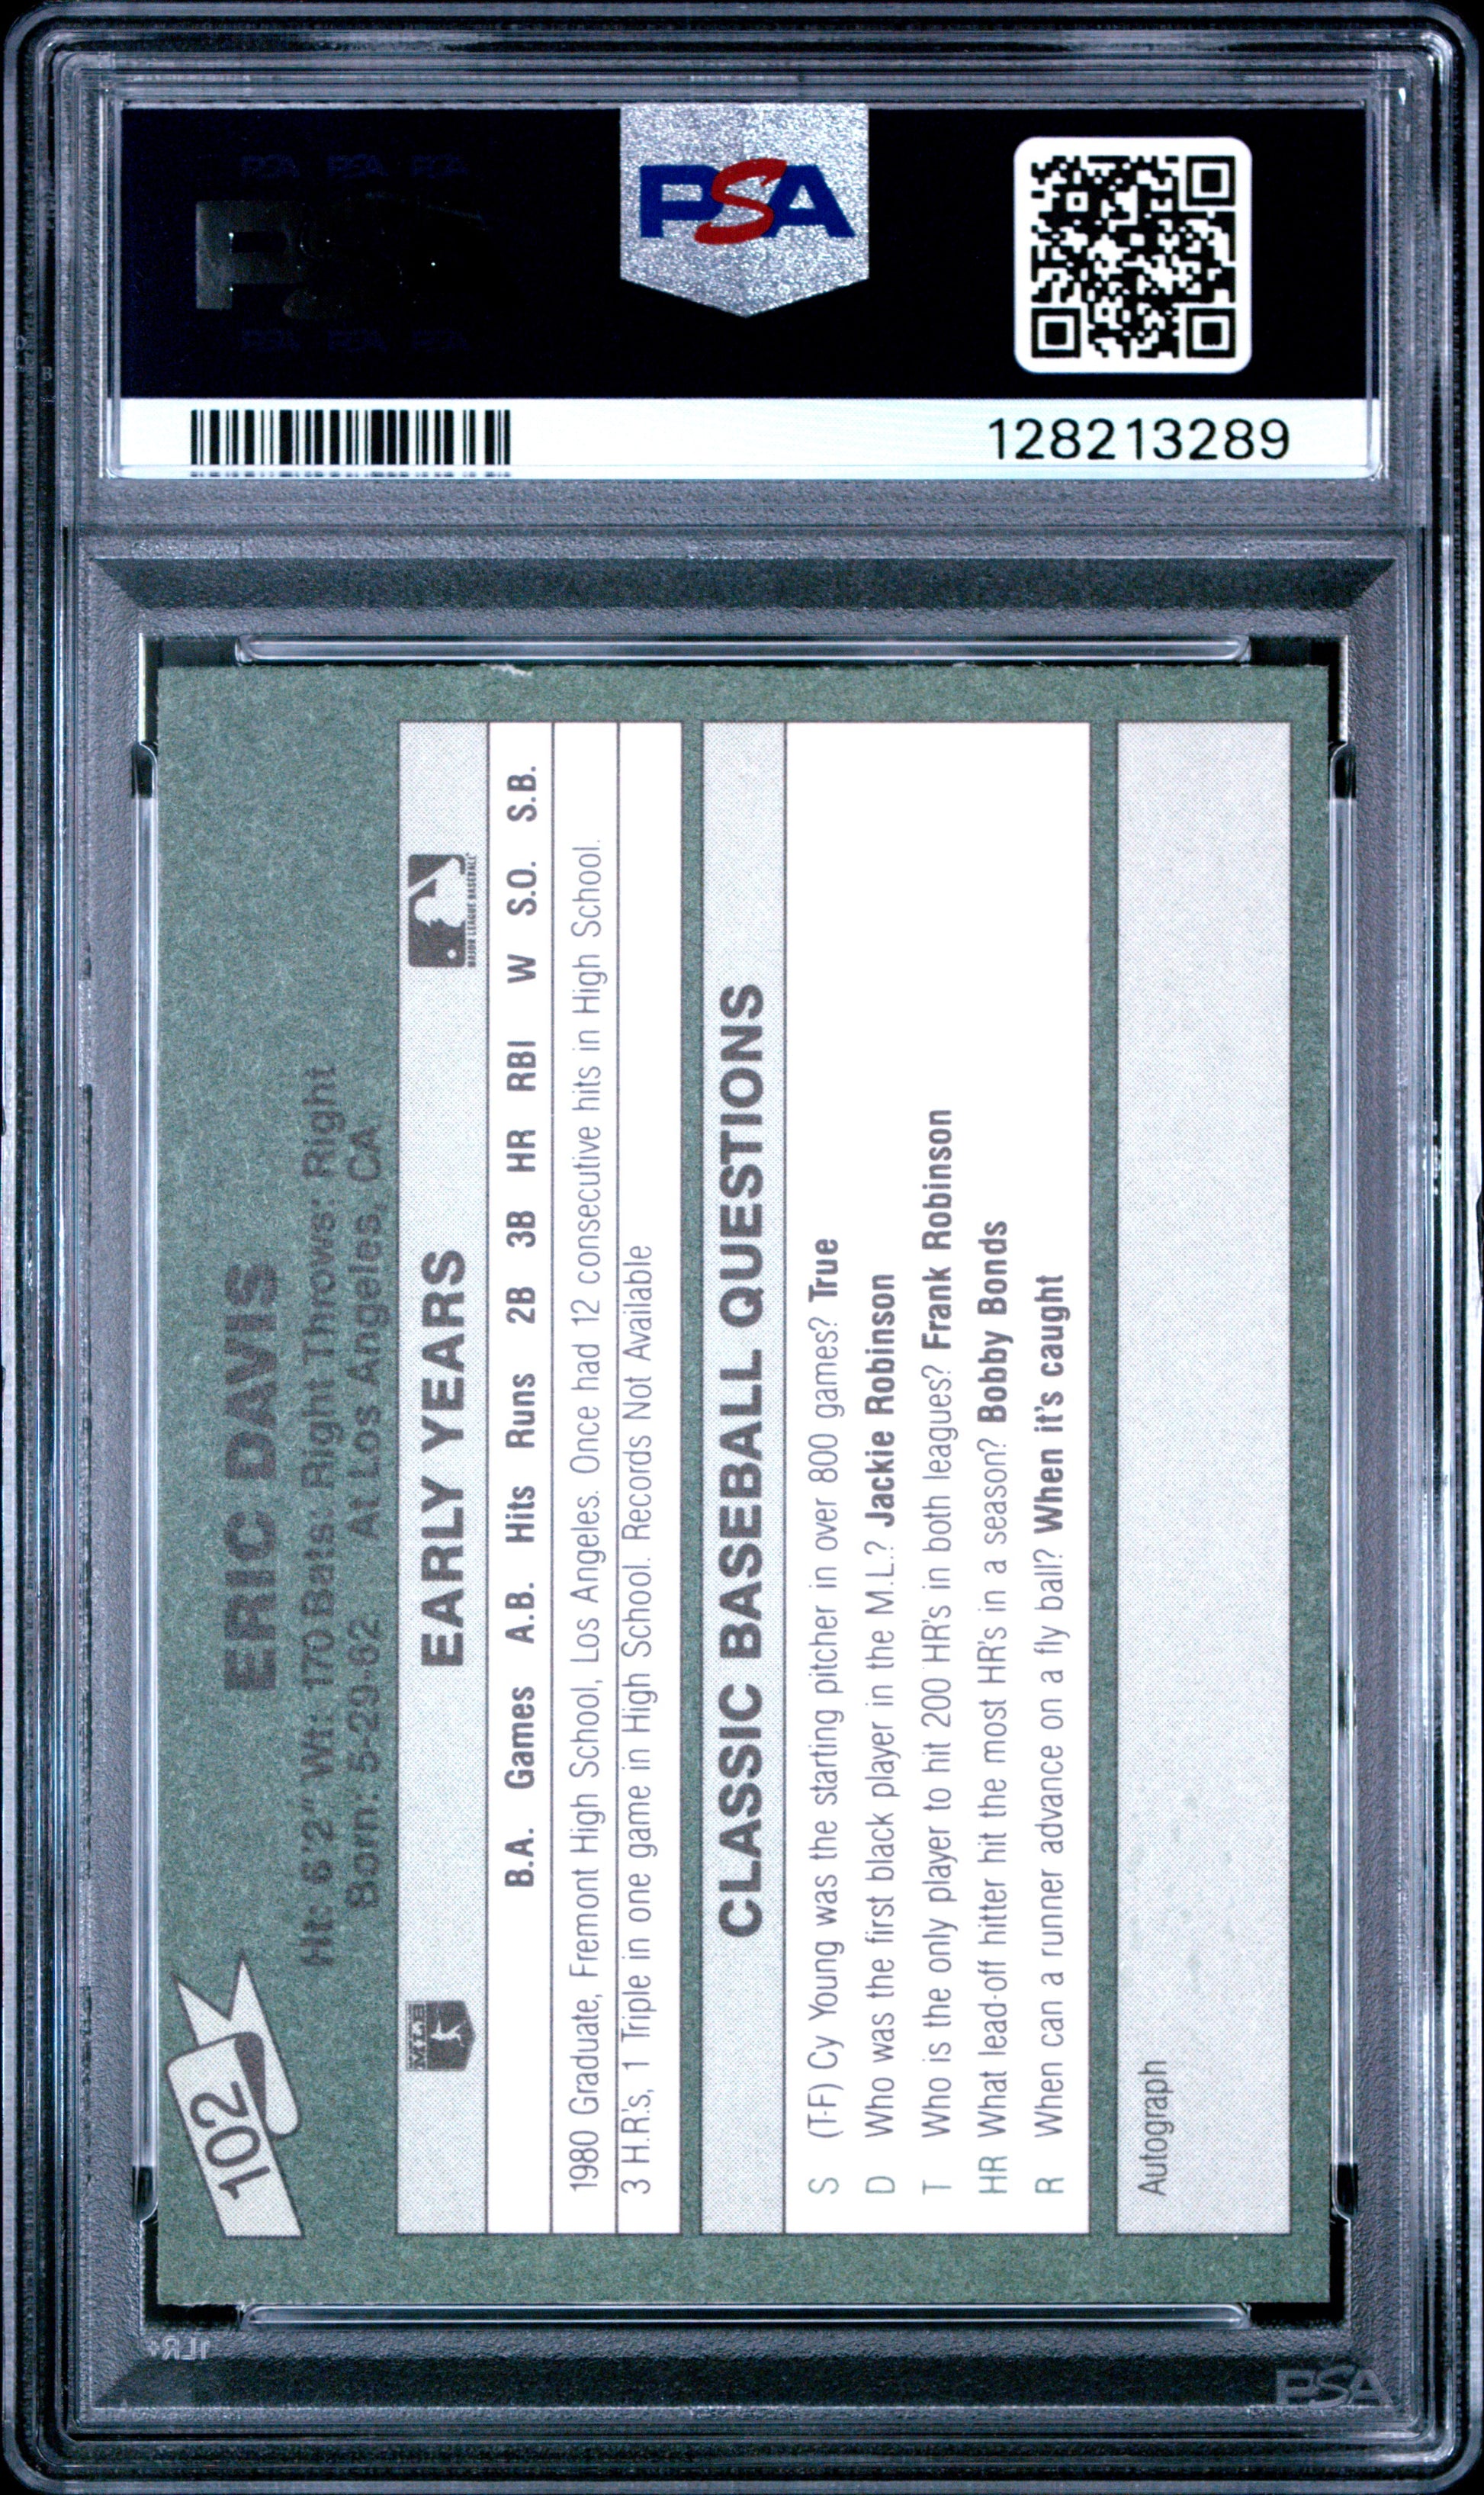 PSA
128213289
102
ERIC DAVIS
Ht: 6'2" Wt: 170 Bats: Right Throws: Right
Born: 5-29-62 At Los Angeles, CA
EARLY YEARS
MAJOR LEAGUE BASEBALL
B.A. Games A.B. Hits Runs 2B 3B HR RBI W S.O. S.B.
1980 Graduate, Fremont High School, Los Angeles. Once had 12 consecutive hits in High School.
3 H.R.'s, 1 Triple in one game in High School. Records Not Available
CLASSIC BASEBALL QUESTIONS
S (T-F) Cy Young was the starting pitcher in over 800 games? True
D Who was the first black player in the M.L.? Jackie Robinson
T Who is the only player to hit 200 HR's in both leagues? Frank Robinson
HR What lead-off hitter hit the most HR's in a season? Bobby Bonds
R When can a runner advance on a fly ball? When it's caught
Autograph
PSA